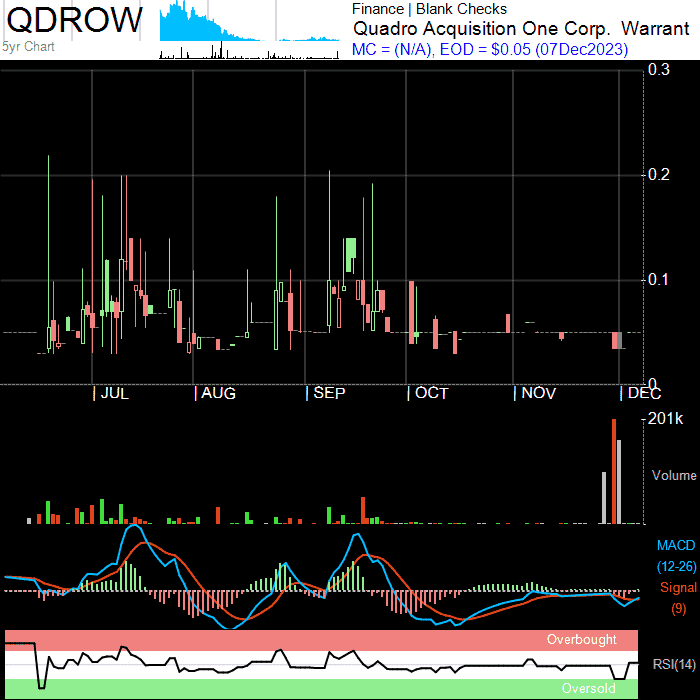 QDROW
5yr Chart
Finance | Blank Checks
Quadro Acquisition One Corp. Warrant
MC = (N/A), EOD = $0.05 (07Dec2023)
0.3
0.2
0.1
0
| JUL | AUG | SEP | OCT | NOV | DEC
201k
Volume
MACD
(12-26)
Signal
(9)
Overbought
RSI(14)
Oversold